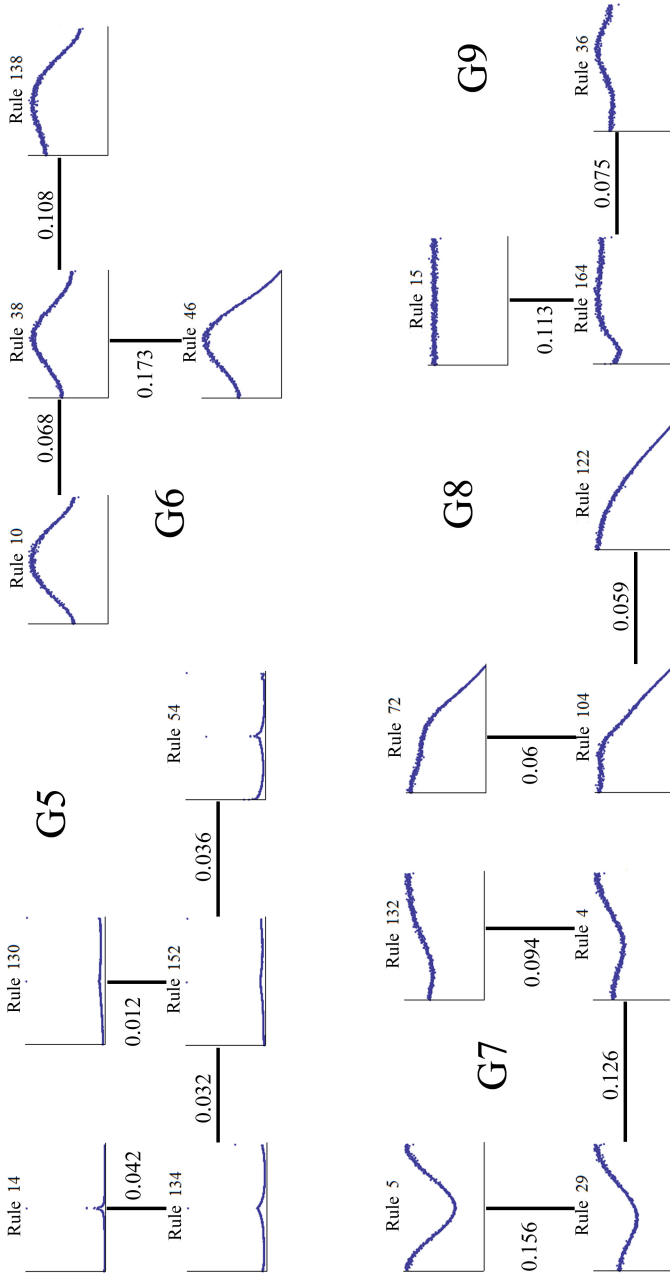 Rule 14
Rule 130
G5
0.042
0.012
Rule 134
Rule 152
Rule 54
0.032
0.036
Rule 10
Rule 38
Rule 138
0.068
0.108
G6
0.173
Rule 46
Rule 5
G7
Rule 132
0.156
0.094
Rule 29
Rule 4
0.126
Rule 72
G8
0.06
Rule 104
Rule 122
0.059
Rule 15
G9
0.113
Rule 164
Rule 36
0.075